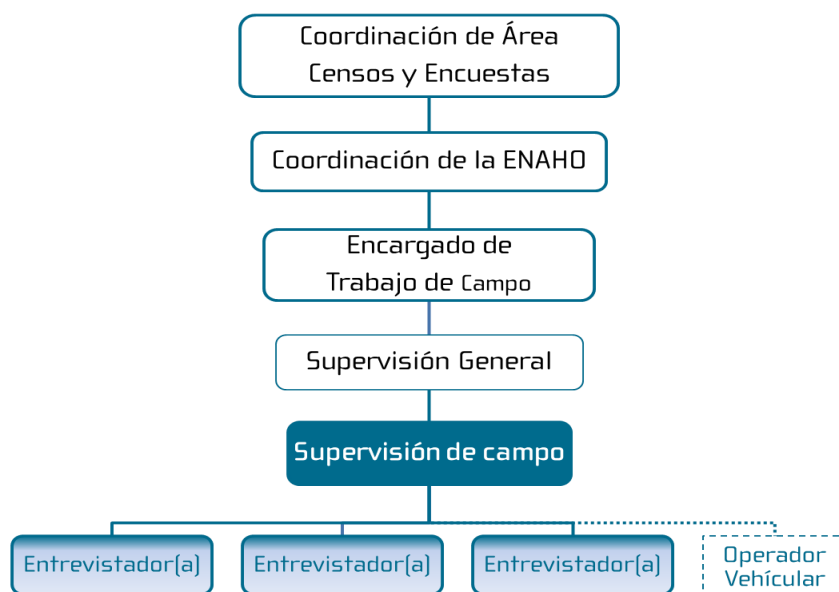 Coordinación de Área
Censos y Encuestas
Coordinación de la ENAHO
Encargado de
Trabajo de Campo
Supervisión General
Supervisión de campo
Entrevistador(a)
Entrevistador(a)
Entrevistador(a)
Operador
Vehícular